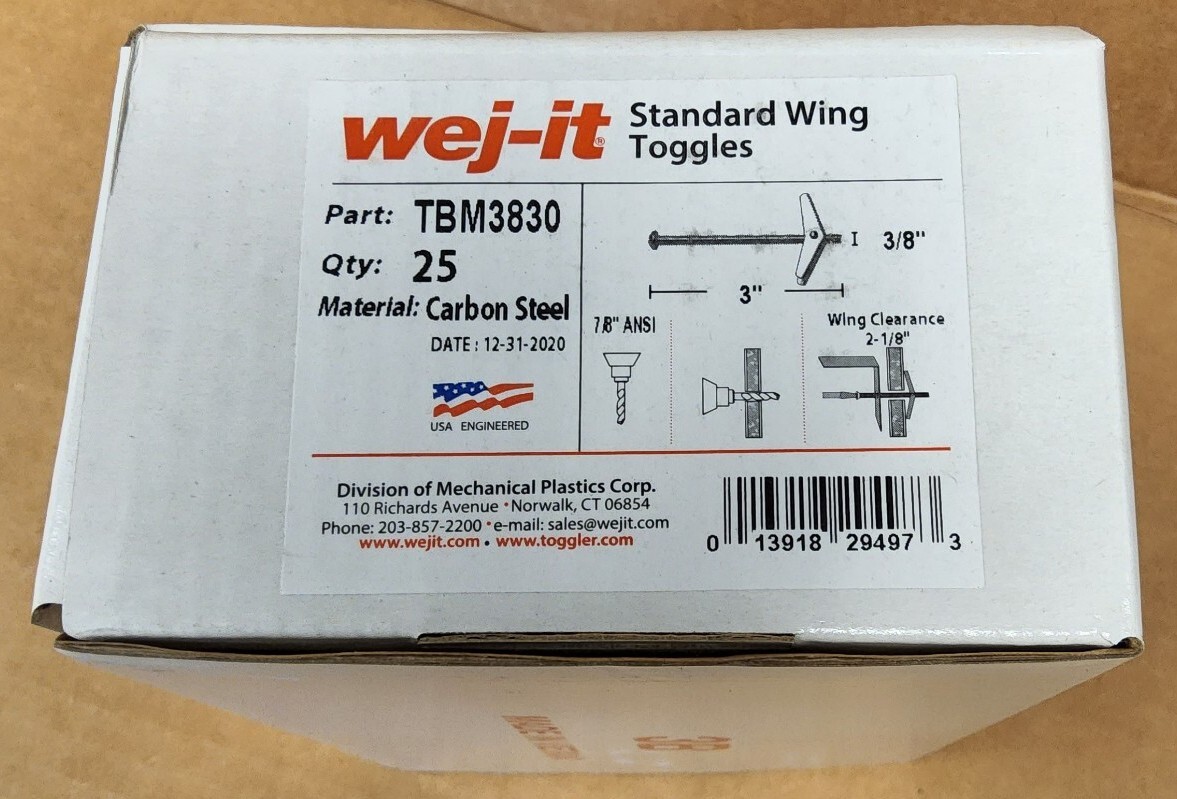 wej-it®
Standard Wing
Toggles
Part: TBM3830
Qty: 25
Material: Carbon Steel
DATE : 12-31-2020
USA ENGINEERED
3/8"
3"
7/8" ANSI
Wing Clearance
2-1/8"
Division of Mechanical Plastics Corp.
110 Richards Avenue • Norwalk, CT 06854
Phone: 203-857-2200 • e-mail: sales@wejit.com
www.wejit.com • www.toggler.com
0 13918 29497 3